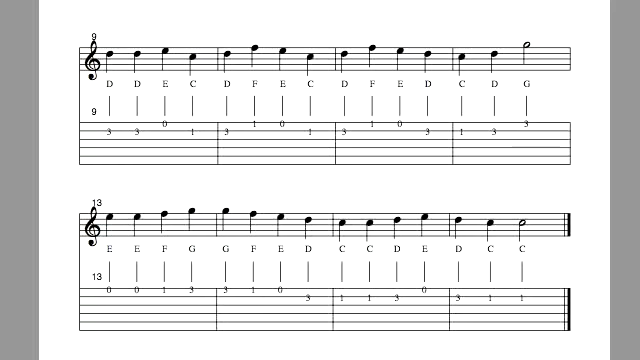 9
D D E C D F E C D F E D C D G
9
0 1 0 1 0 3
3 3 1 3 1 3 3 1 3
13
E E F G G F E D C C D E D C C
13
0 0 1 3 3 1 0 0
3 1 1 3 3 1 1